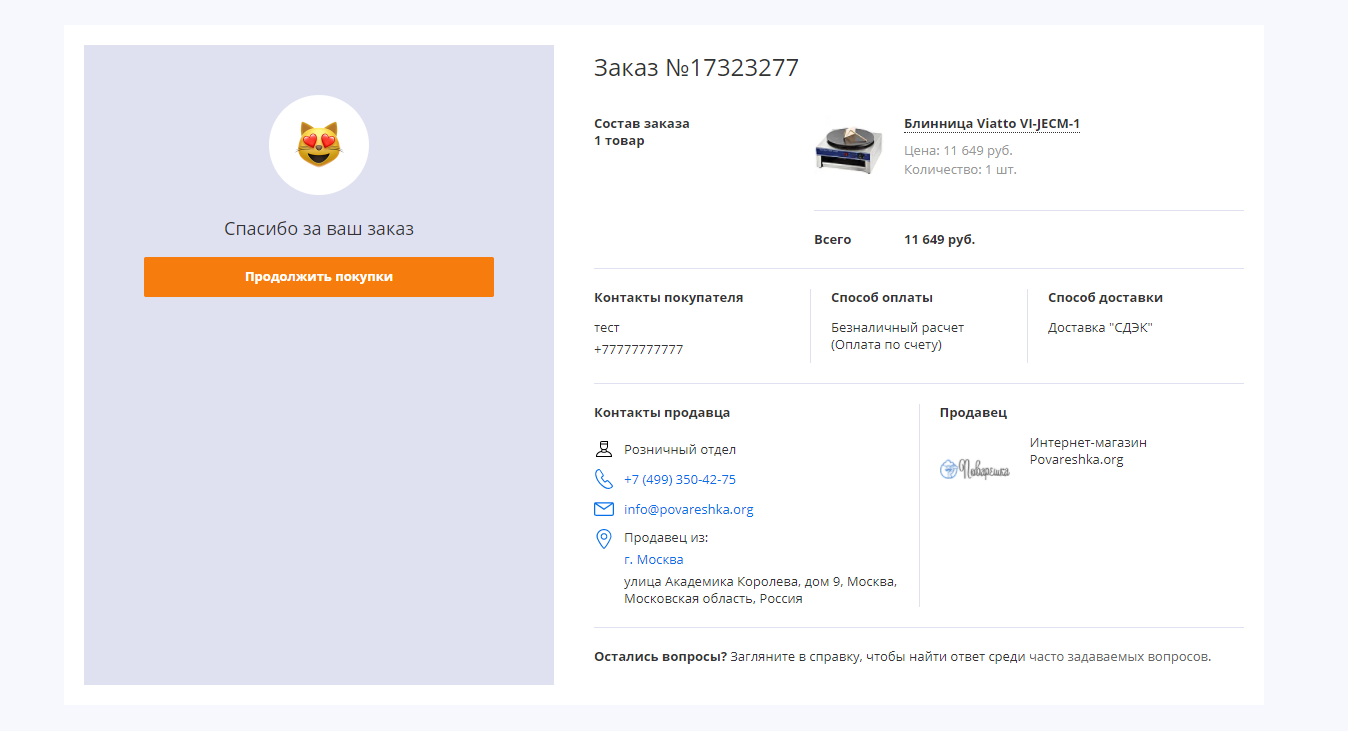 Спасибо за ваш заказ
Продолжить покупки
Заказ №17323277
Состав заказа
1 товар
Блинница Viatto VI-JECM-1
Цена: 11 649 руб.
Количество: 1 шт.
Всего
11 649 руб.
Контакты покупателя
тест
+77777777777
Способ оплаты
Безналичный расчет
(Оплата по счету)
Способ доставки
Доставка "СДЭК"
Контакты продавца
Розничный отдел
+7 (499) 350-42-75
info@povareshka.org
Продавец из:
г. Москва
улица Академика Королева, дом 9, Москва,
Московская область, Россия
Продавец
Поварешка
Интернет-магазин
Povareshka.org
Остались вопросы? Загляните в справку, чтобы найти ответ среди часто задаваемых вопросов.